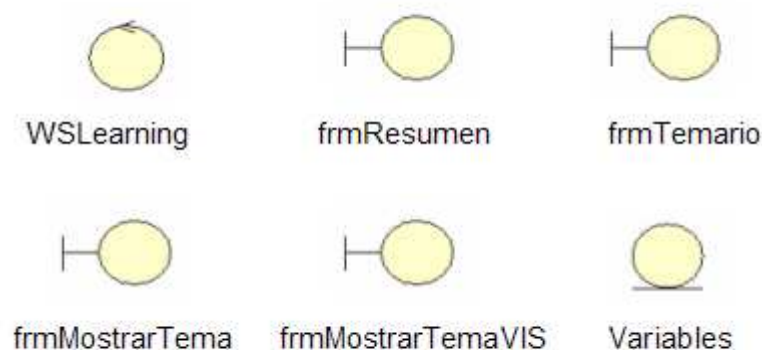 WSLearning
frmResumen
frmTemario
frmMostrarTema
frmMostrarTemaVIS
Variables